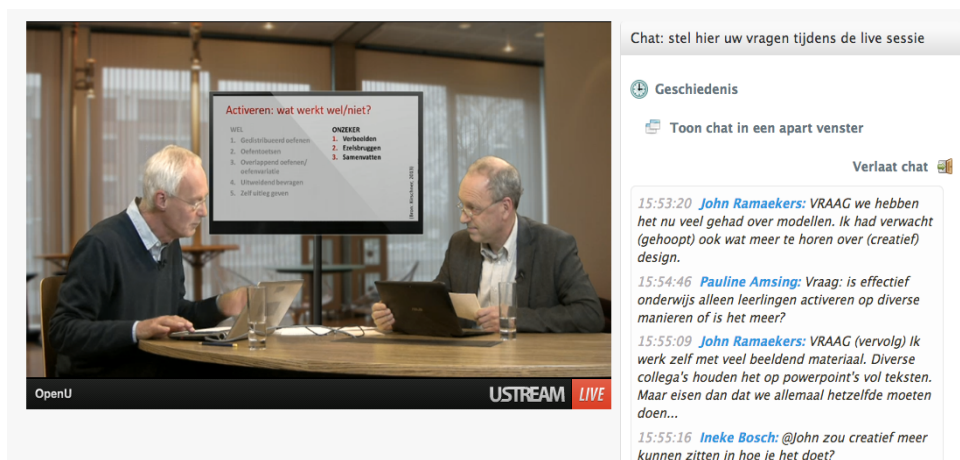 Activeren: wat werkt wel/niet?
WEL
1. Gedistribueerd oefenen
2. Oefentoetsen
3. Overlappend oefenen/
oefenvariatie
4. Uitweidend bevragen
5. Zelf uitleg geven
ONZEKER
1. Verbeelden
2. Ezelsbruggen
3. Samenvatten
OpenU
USTREAM LIVE
Chat: stel hier uw vragen tijdens de live sessie
Geschiedenis
Toon chat in een apart venster
Verlaat chat
15:53:20 John Ramaekers: VRAAG we hebben
het nu veel gehad over modellen. Ik had verwacht
(gehoopt) ook wat meer te horen over (creatief)
design.
15:54:46 Pauline Amsing: Vraag: is effectief
onderwijs alleen leerlingen activeren op diverse
manieren of is het meer?
15:55:09 John Ramaekers: VRAAG (vervolg) Ik
werk zelf met veel beeldend materiaal. Diverse
collega's houden het op powerpoint's vol teksten.
Maar eisen dan dat we allemaal hetzelfde moeten
doen...
15:55:16 Ineke Bosch: @John zou creatief meer
kunnen zitten in hoe je het doet?